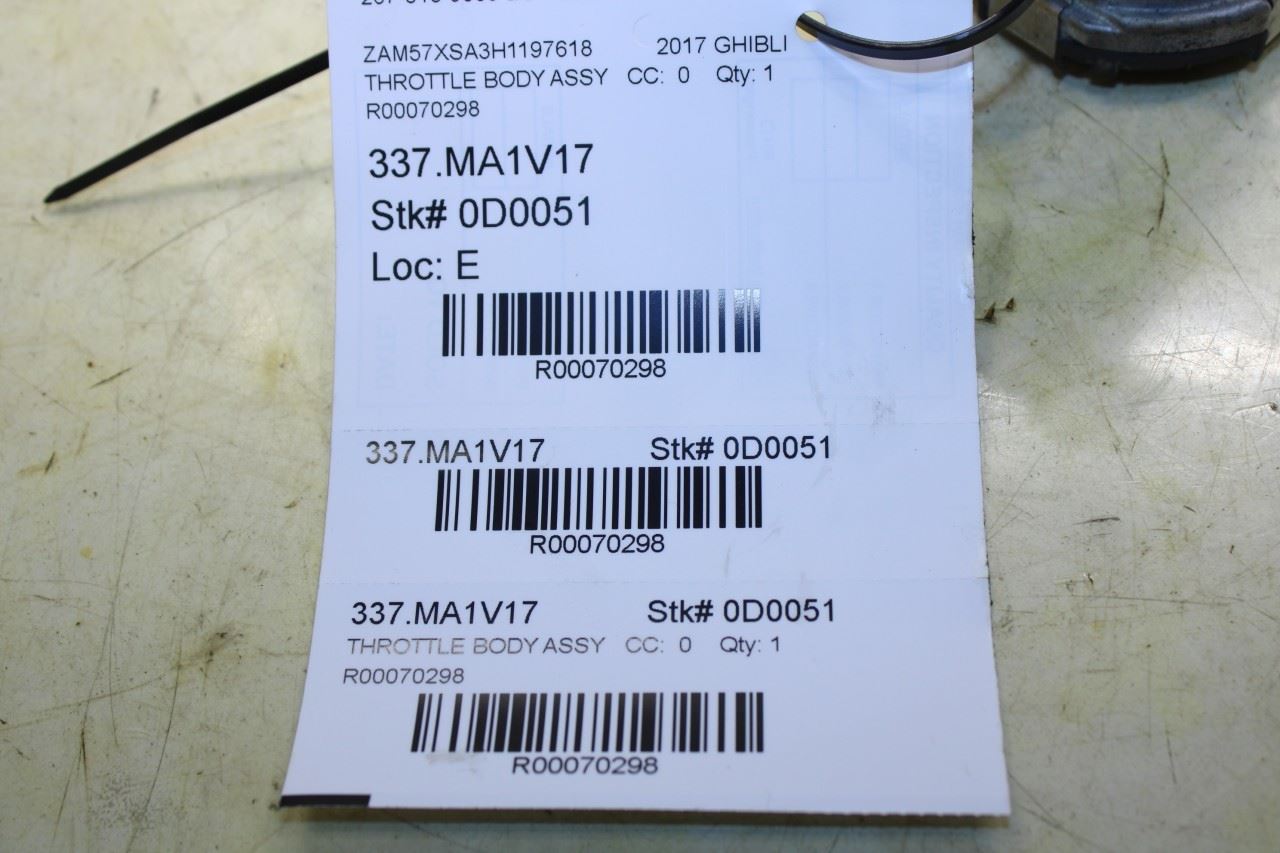 ZAM57XSA3H1197618 2017 GHIBLI
THROTTLE BODY ASSY CC: 0 Qty: 1
R00070298
337.MA1V17
Stk# 0D0051
Loc: E
R00070298
337.MA1V17 Stk# 0D0051
R00070298
337.MA1V17 Stk# 0D0051
THROTTLE BODY ASSY CC: 0 Qty: 1
R00070298
R00070298